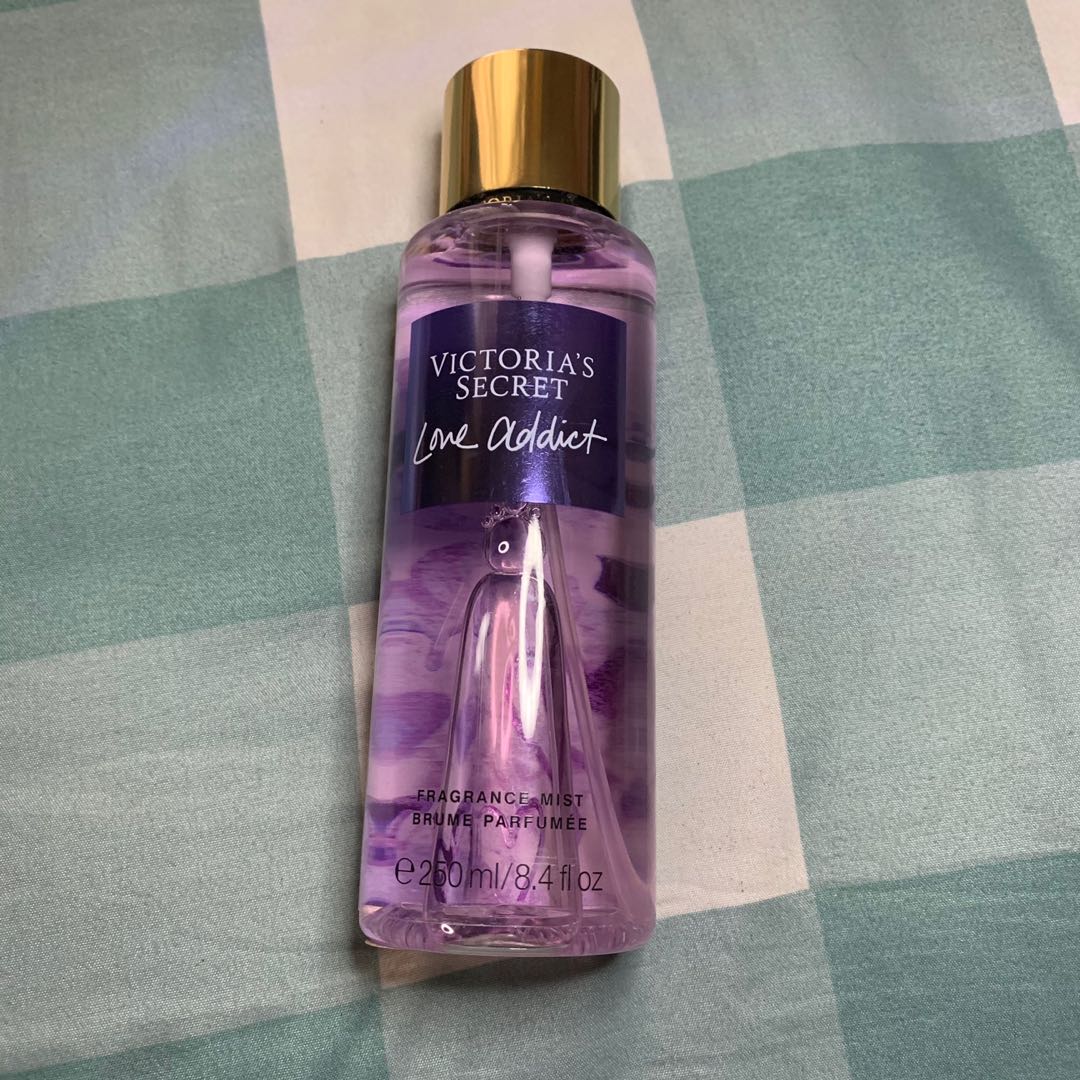 VICTORIA'S
SECRET
Love addict
FRAGRANCE MIST
BRUME PARFUMÉE
℮250 ml/8.4 fl oz